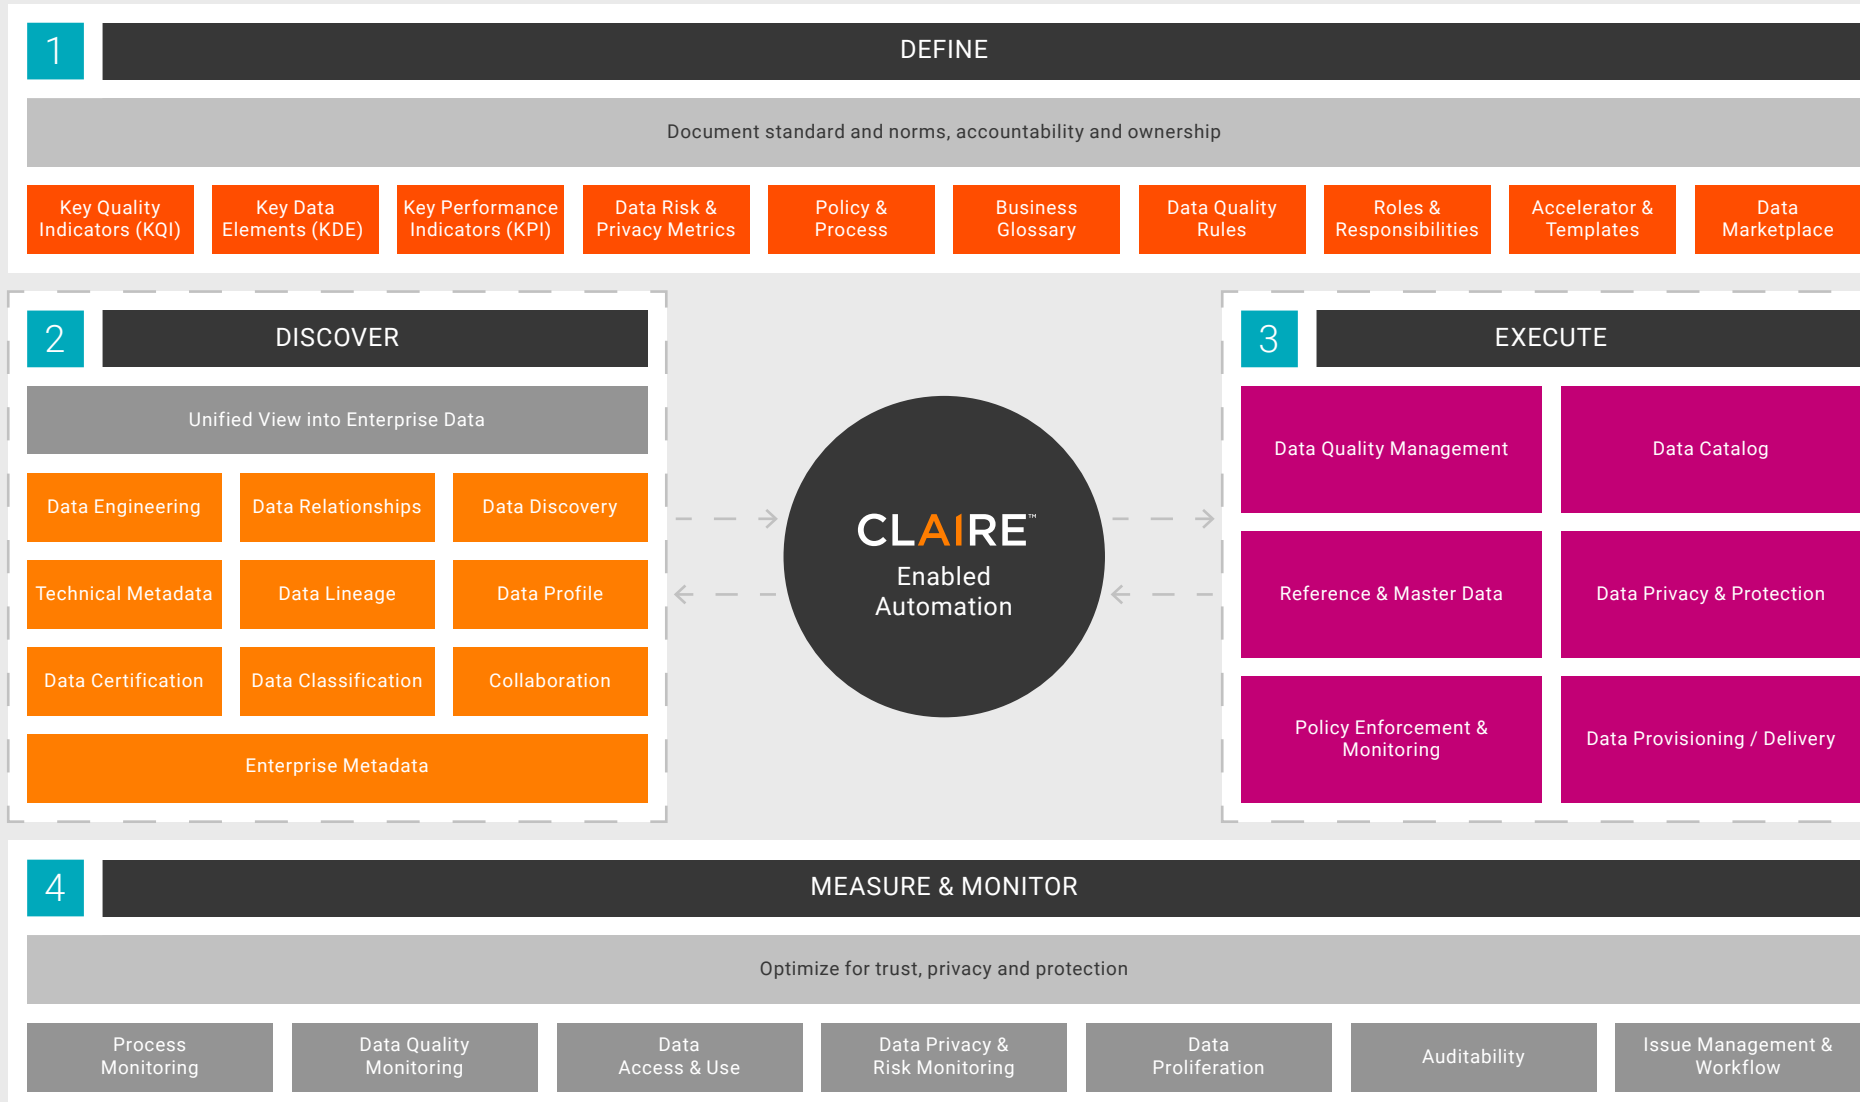 1
DEFINE
Document standard and norms, accountability and ownership
Key Quality
Indicators (KQI)
Key Data
Elements (KDE)
Key Performance
Indicators (KPI)
Data Risk &
Privacy Metrics
Policy &
Process
Business
Glossary
Data Quality
Rules
Roles &
Responsibilities
Accelerator &
Templates
Data
Marketplace
2
DISCOVER
Unified View into Enterprise Data
Data Engineering
Data Relationships
Data Discovery
Technical Metadata
Data Lineage
Data Profile
Data Certification
Data Classification
Collaboration
Enterprise Metadata
CLAIRE™
Enabled
Automation
3
EXECUTE
Data Quality Management
Data Catalog
Reference & Master Data
Data Privacy & Protection
Policy Enforcement &
Monitoring
Data Provisioning / Delivery
4
MEASURE & MONITOR
Optimize for trust, privacy and protection
Process
Monitoring
Data Quality
Monitoring
Data
Access & Use
Data Privacy &
Risk Monitoring
Data
Proliferation
Auditability
Issue Management &
Workflow